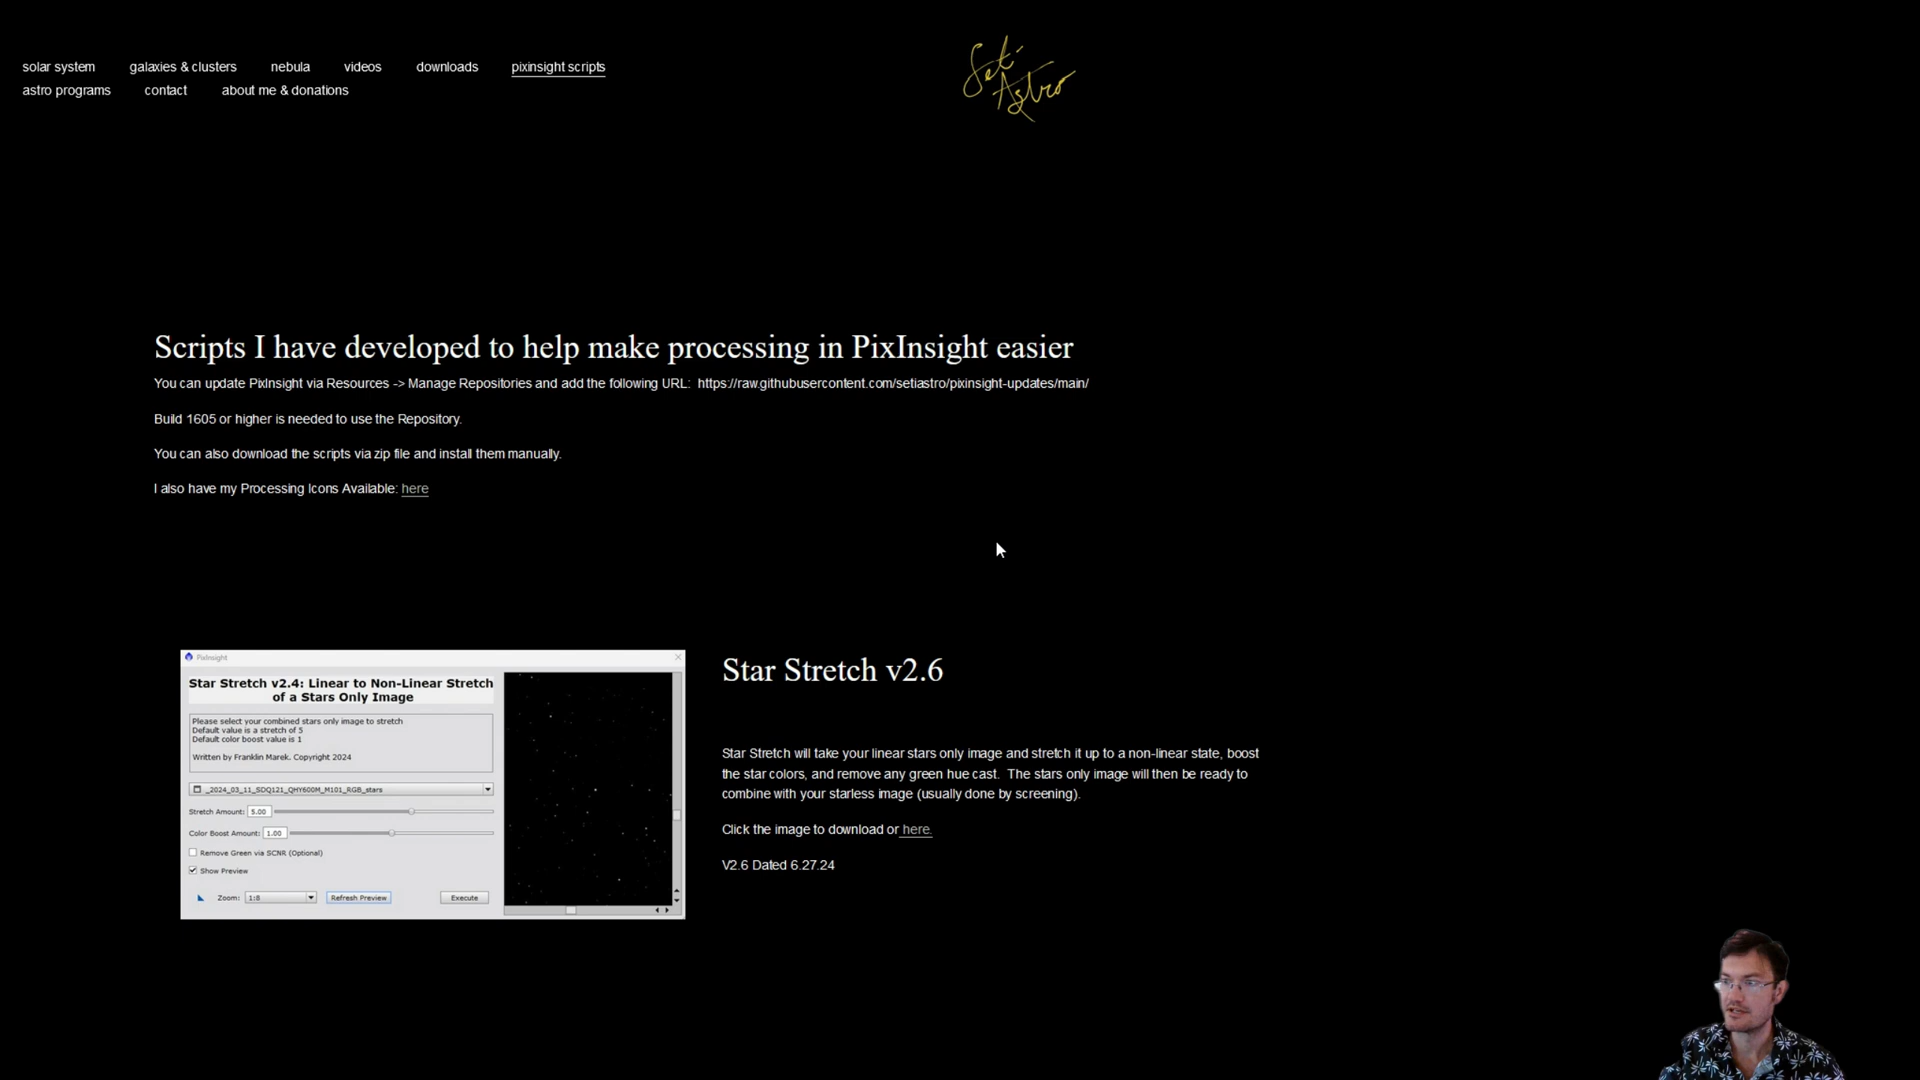 solar system galaxies & clusters nebula videos downloads pixinsight scripts
astro programs contact about me & donations
Seti
Astro
Scripts I have developed to help make processing in PixInsight easier
You can update PixInsight via Resources -> Manage Repositories and add the following URL: https://raw.githubusercontent.com/setiastro/pixinsight-updates/main/
Build 1605 or higher is needed to use the Repository.
You can also download the scripts via zip file and install them manually.
I also have my Processing Icons Available: here
PixInsight
Star Stretch v2.4: Linear to Non-Linear Stretch
of a Stars Only Image
Please select your combined stars only image to stretch
Default value is a stretch of 5
Default color boost value is 1
Written by Franklin Marek. Copyright 2024
_2024_03_11_SDQ121_QHY600M_M101_RGB_stars
Stretch Amount: 5.00
Color Boost Amount: 1.00
Remove Green via SCNR (Optional)
Show Preview
Zoom: 1:8 Refresh Preview Execute
Star Stretch v2.6
Star Stretch will take your linear stars only image and stretch it up to a non-linear state, boost
the star colors, and remove any green hue cast. The stars only image will then be ready to
combine with your starless image (usually done by screening).
Click the image to download or here.
V2.6 Dated 6.27.24